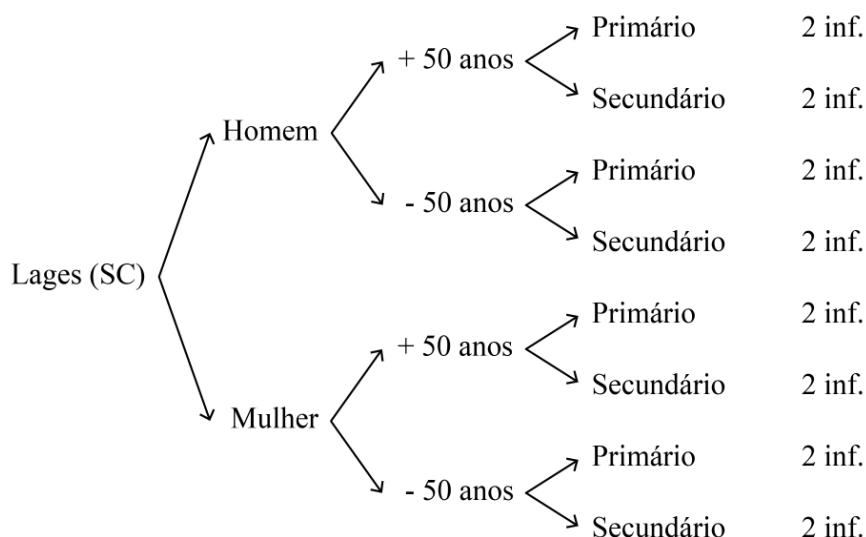 Primário 2 inf.
+ 50 anos
Secundário 2 inf.
Homem
Primário 2 inf.
- 50 anos
Secundário 2 inf.
Lages (SC)
Primário 2 inf.
+ 50 anos
Secundário 2 inf.
Mulher
Primário 2 inf.
- 50 anos
Secundário 2 inf.